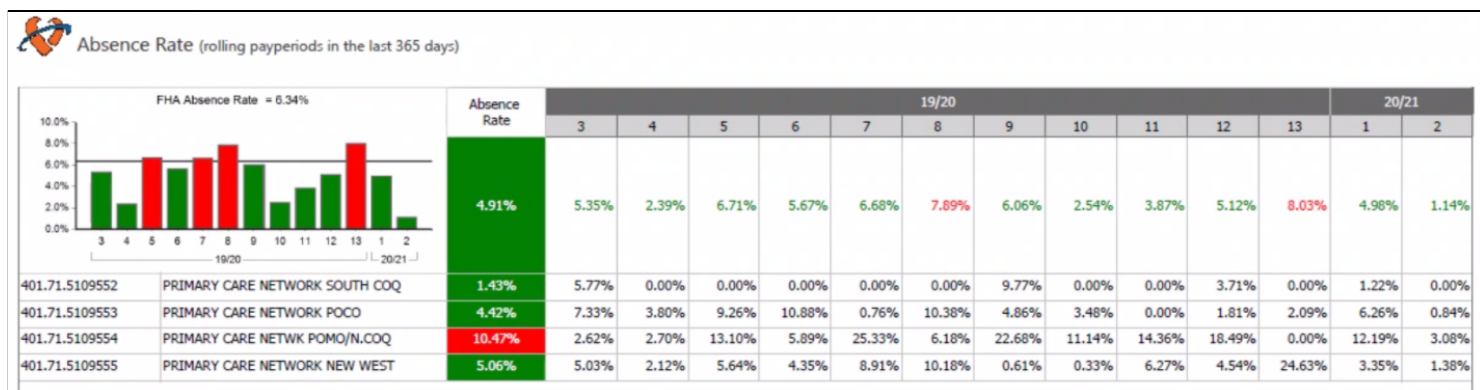 Absence Rate (rolling payperiods in the last 365 days)
FHA Absence Rate = 6.34%
10.0%
8.0%
6.0%
4.0%
2.0%
0.0%
3 4 5 6 7 8 9 10 11 12 13 1 2
19/20 20/21
Absence
Rate
19/20 20/21
3 4 5 6 7 8 9 10 11 12 13 1 2
4.91% 5.35% 2.39% 6.71% 5.67% 6.68% 7.89% 6.06% 2.54% 3.87% 5.12% 8.03% 4.98% 1.14%
401.71.5109552 PRIMARY CARE NETWORK SOUTH COQ 1.43% 5.77% 0.00% 0.00% 0.00% 0.00% 0.00% 9.77% 0.00% 0.00% 3.71% 0.00% 1.22% 0.00%
401.71.5109553 PRIMARY CARE NETWORK POCO 4.42% 7.33% 3.80% 9.26% 10.88% 0.76% 10.38% 4.86% 3.48% 0.00% 1.81% 2.09% 6.26% 0.84%
401.71.5109554 PRIMARY CARE NETWK POMO/N.COQ 10.47% 2.62% 2.70% 13.10% 5.89% 25.33% 6.18% 22.68% 11.14% 14.36% 18.49% 0.00% 12.19% 3.08%
401.71.5109555 PRIMARY CARE NETWORK NEW WEST 5.06% 5.03% 2.12% 5.64% 4.35% 8.91% 10.18% 0.61% 0.33% 6.27% 4.54% 24.63% 3.35% 1.38%